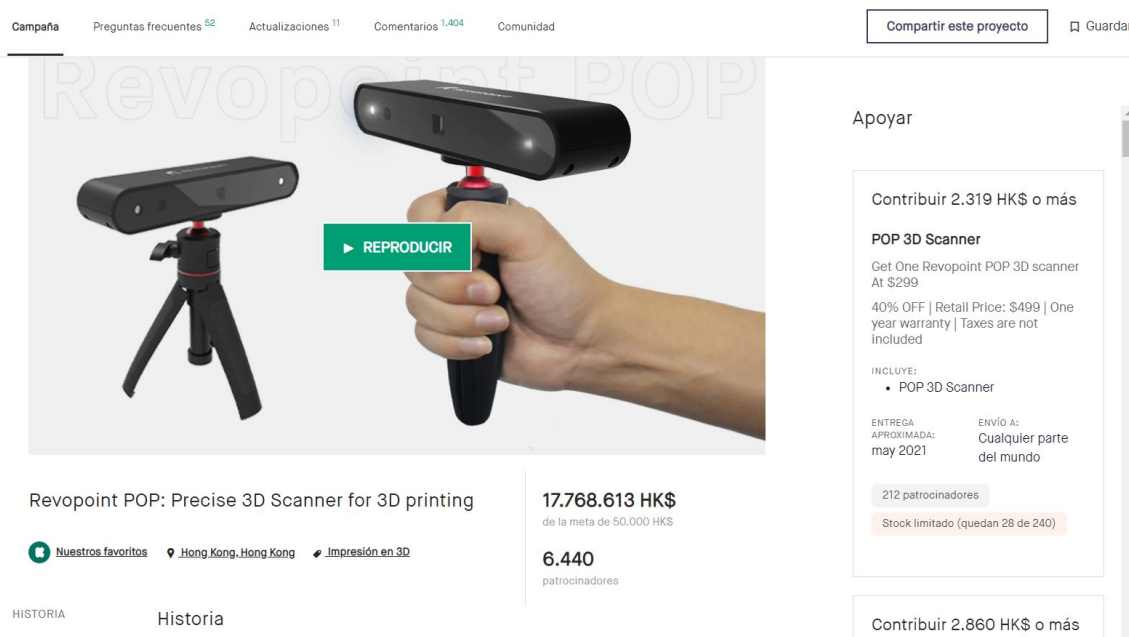 Campaña
Preguntas frecuentes 52
Actualizaciones 11
Comentarios 1.404
Comunidad
Compartir este proyecto
Guardar
Revopoint POP
REVOPOINT
▶ REPRODUCIR
Revopoint POP: Precise 3D Scanner for 3D printing
Nuestros favoritos
Hong Kong, Hong Kong
Impresión en 3D
17.768.613 HK$
de la meta de 50.000 HK$
6.440
patrocinadores
HISTORIA
Historia
Apoyar
Contribuir 2.319 HK$ o más
POP 3D Scanner
Get One Revopoint POP 3D scanner
At $299
40% OFF | Retail Price: $499 | One
year warranty | Taxes are not
included
INCLUYE:
• POP 3D Scanner
ENTREGA
APROXIMADA:
may 2021
ENVÍO A:
Cualquier parte
del mundo
212 patrocinadores
Stock limitado (quedan 28 de 240)
Contribuir 2.860 HK$ o más